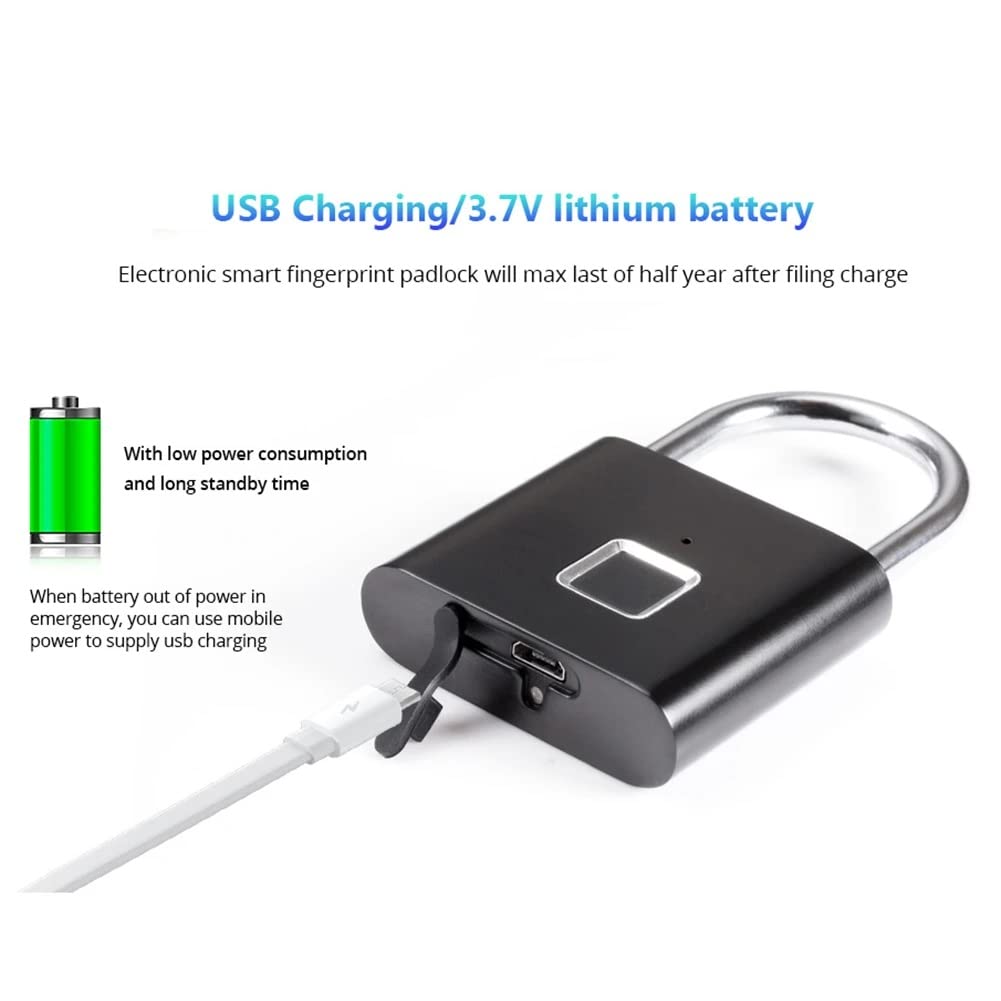 USB Charging/3.7V lithium battery
Electronic smart fingerprint padlock will max last of half year after filing charge
With low power consumption
and long standby time
When battery out of power in
emergency, you can use mobile
power to supply usb charging